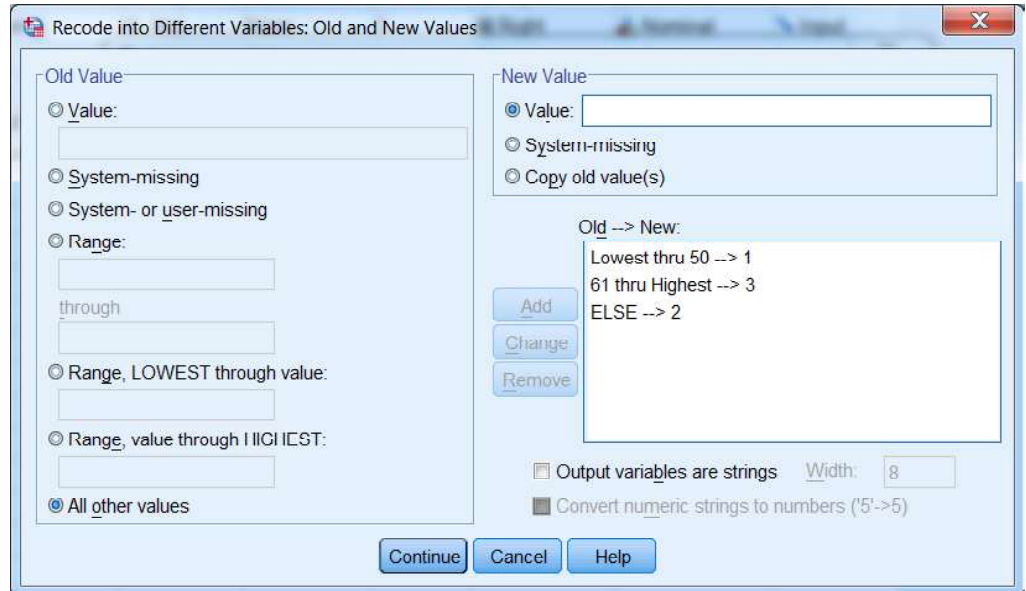 Recode into Different Variables: Old and New Values
Old Value
Value:
System-missing
System- or user-missing
Range:
through
Range, LOWEST through value:
Range, value through HIGHEST:
All other values
New Value
Value:
System-missing
Copy old value(s)
Old --> New:
Lowest thru 50 --> 1
61 thru Highest --> 3
ELSE --> 2
Add
Change
Remove
Output variables are strings Width: 8
Convert numeric strings to numbers ('5'->5)
Continue Cancel Help